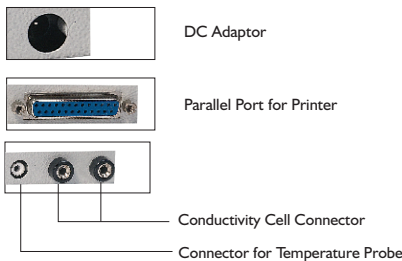 DC Adaptor
Parallel Port for Printer
Conductivity Cell Connector
Connector for Temperature Probe